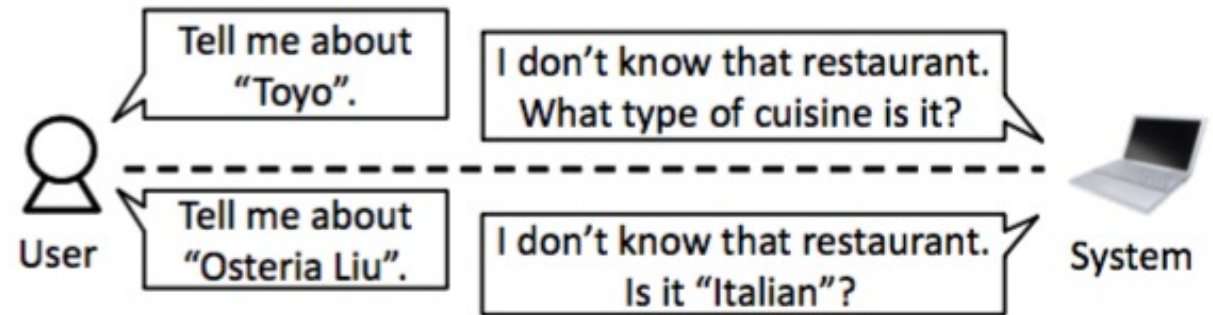 Tell me about
“Toyo”.
I don’t know that restaurant.
What type of cuisine is it?
User
Tell me about
“Osteria Liu”.
I don’t know that restaurant.
Is it “Italian”?
System